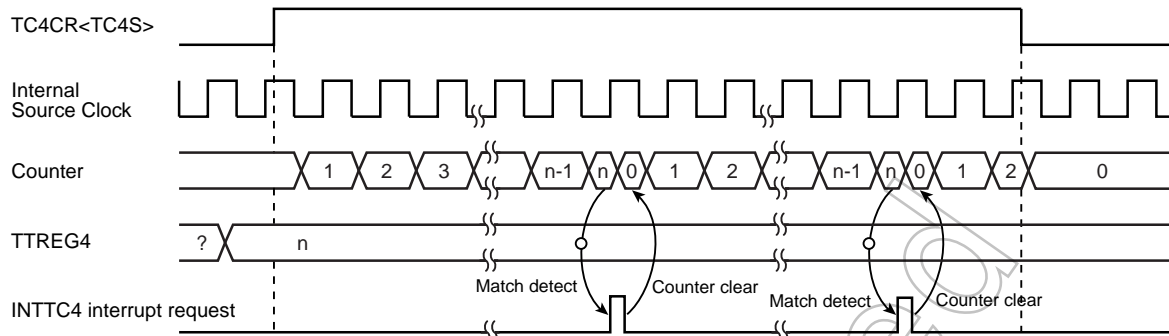 TC4CR<TC4S>
Internal
Source Clock
Counter
1 2 3 n-1 n 0 1 2 n-1 n 0 1 2 0
TTREG4
? n
Match detect Counter clear Match detect Counter clear
INTTC4 interrupt request